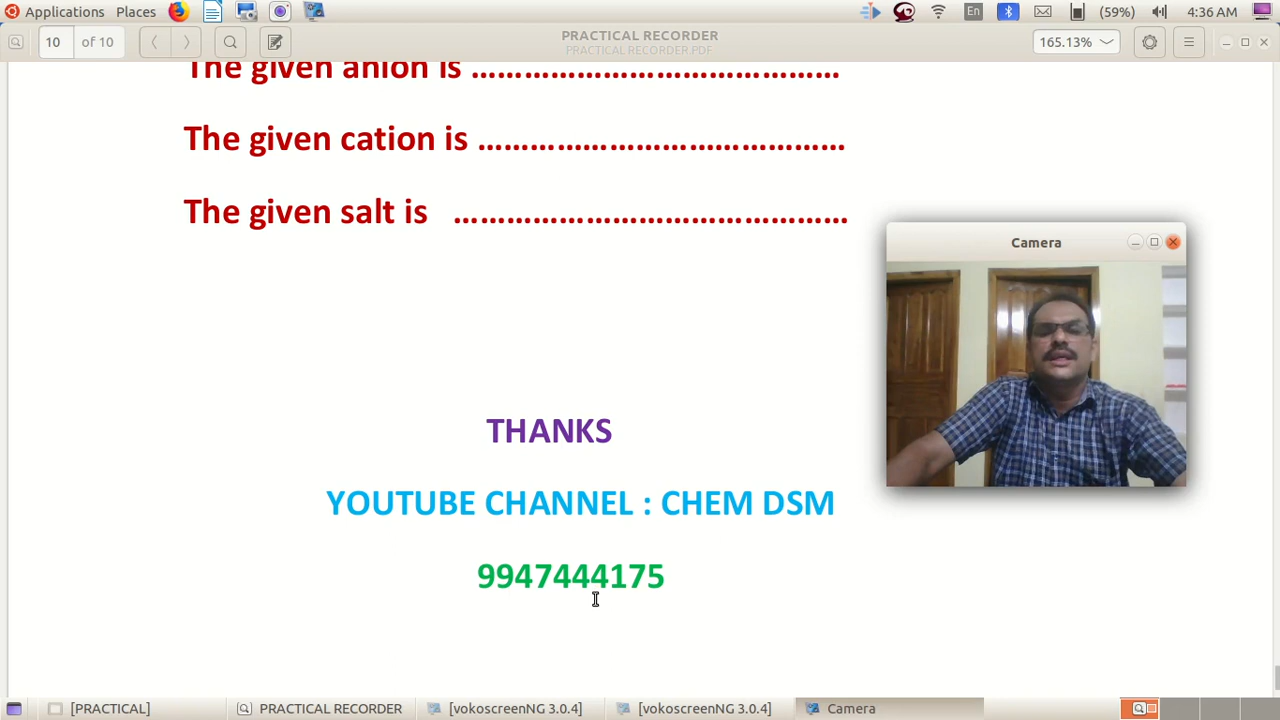 Applications Places En (59%) 4:36 AM
10 of 10 PRACTICAL RECORDER 165.13%
PRACTICAL RECORDER.PDF
The given anion is ……………………………………
The given cation is ……………………………………
The given salt is ………………………………………
Camera
THANKS
YOUTUBE CHANNEL : CHEM DSM
9947444175
[PRACTICAL] PRACTICAL RECORDER [vokoscreenNG 3.0.4] [vokoscreenNG 3.0.4] Camera